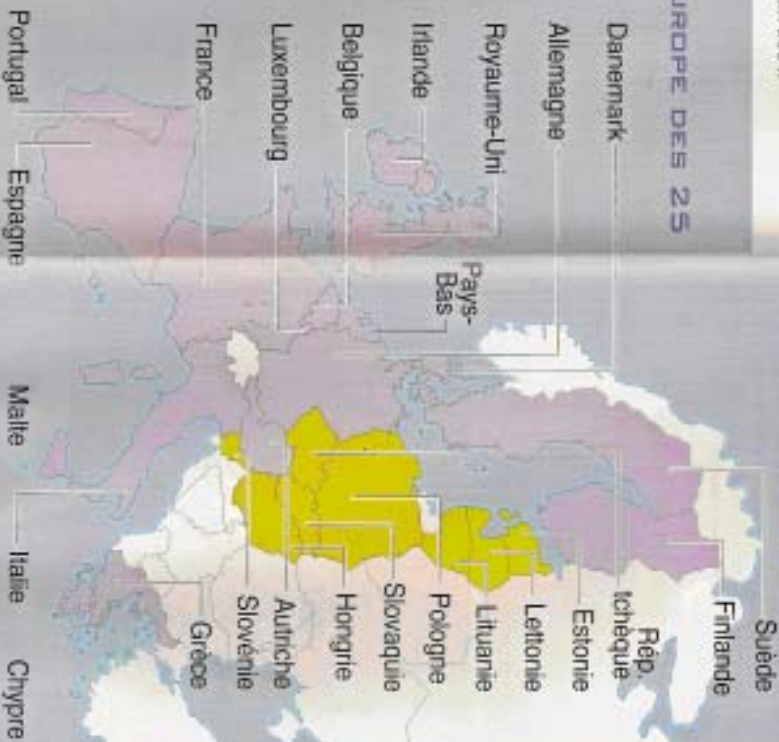 UROPE DES 25
Suède
Finlande
Rép.
tchèque
Danemark
Estonie
Allemagne
Lettonie
Royaume-Uni
Lituanie
Pays-
Bas
Pologne
Irlande
Slovaquie
Belgique
Hongrie
Luxembourg
Autriche
Slovénie
France
Grèce
Portugal Espagne Malte Italie Chypre